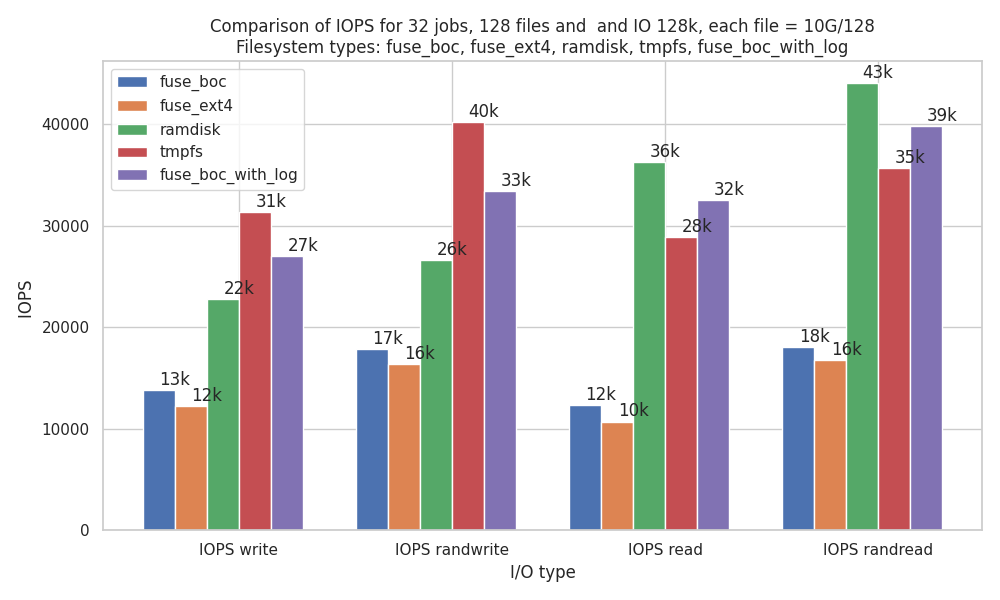 Comparison of IOPS for 32 jobs, 128 files and  and IO 128k, each file = 10G/128
Filesystem types: fuse_boc, fuse_ext4, ramdisk, tmpfs, fuse_boc_with_log
fuse_boc
fuse_ext4
ramdisk
tmpfs
fuse_boc_with_log
IOPS
40000
30000
20000
10000
0
13k
12k
22k
31k
27k
17k
16k
26k
40k
33k
12k
10k
36k
28k
32k
18k
16k
43k
35k
39k
IOPS write
IOPS randwrite
IOPS read
IOPS randread
I/O type